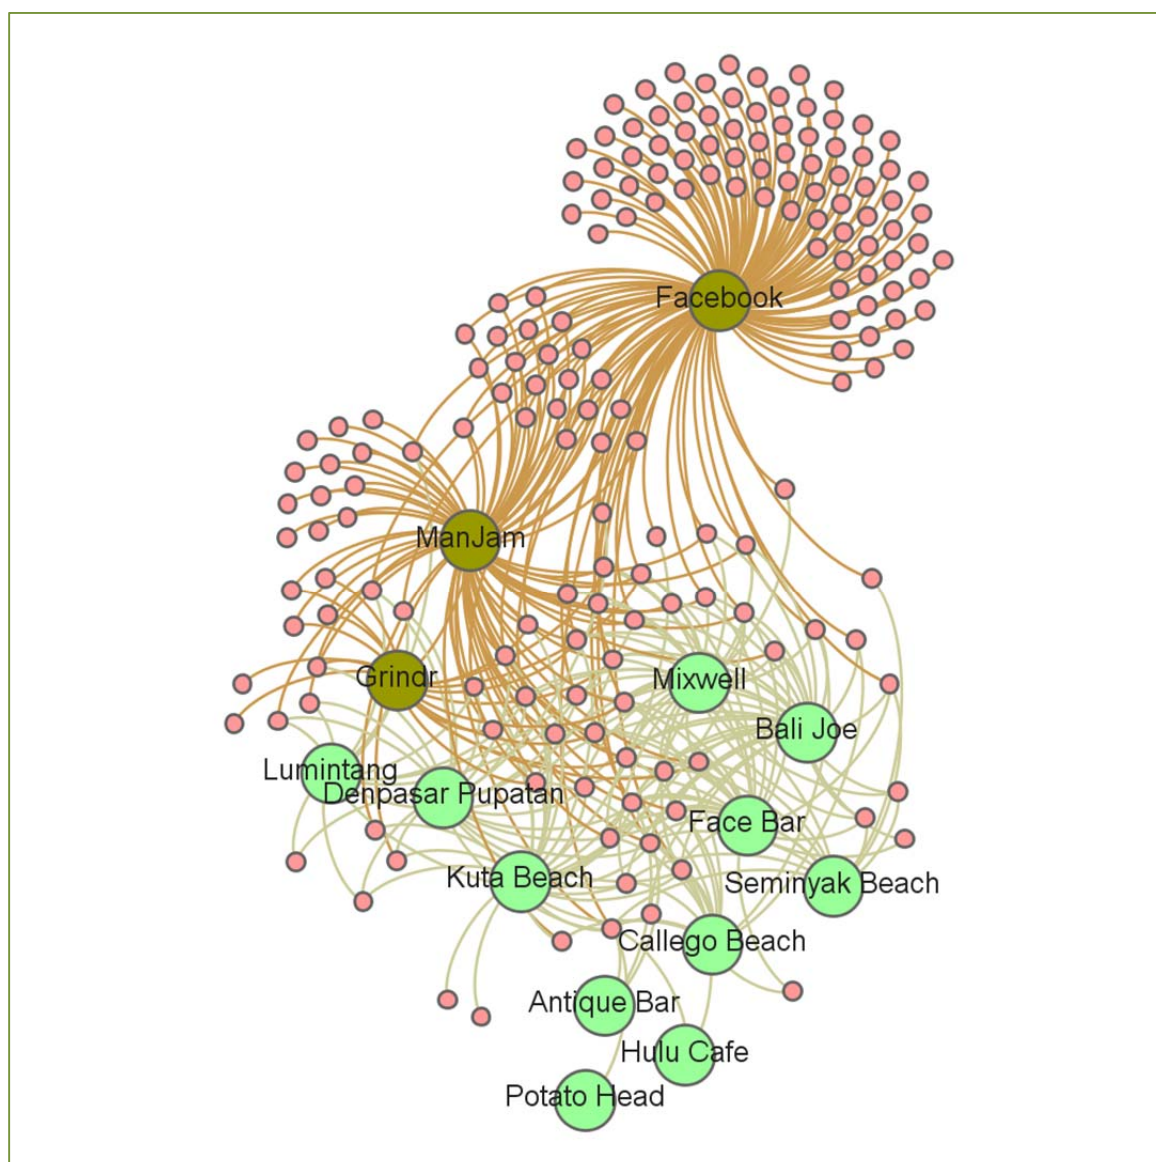 Facebook
ManJam
Grindr
Mixwell
Bali Joe
Lumintang
Denpasar Pupatan
Face Bar
Kuta Beach
Seminyak Beach
Callego Beach
Antique Bar
Hulu Cafe
Potato Head